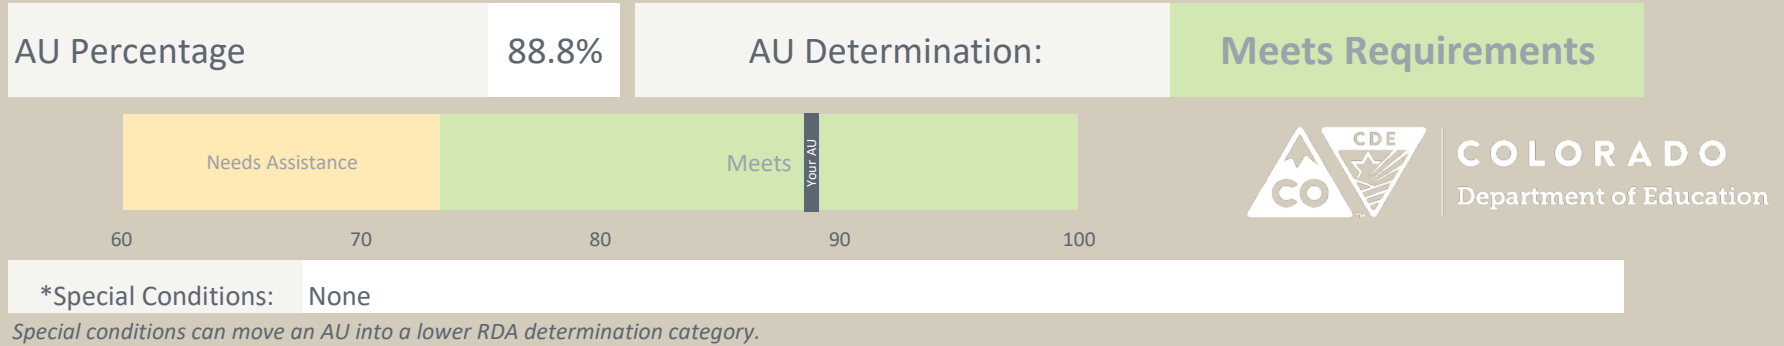 AU Percentage 88.8% AU Determination: Meets Requirements
Needs Assistance Meets Your AU
60 70 80 90 100
CDE
CO
COLORADO
Department of Education
*Special Conditions: None
Special conditions can move an AU into a lower RDA determination category.